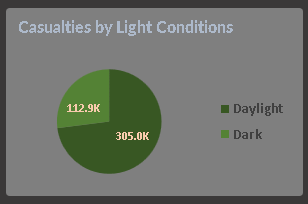 Casualties by Light Conditions
112.9K
305.0K
Daylight
Dark